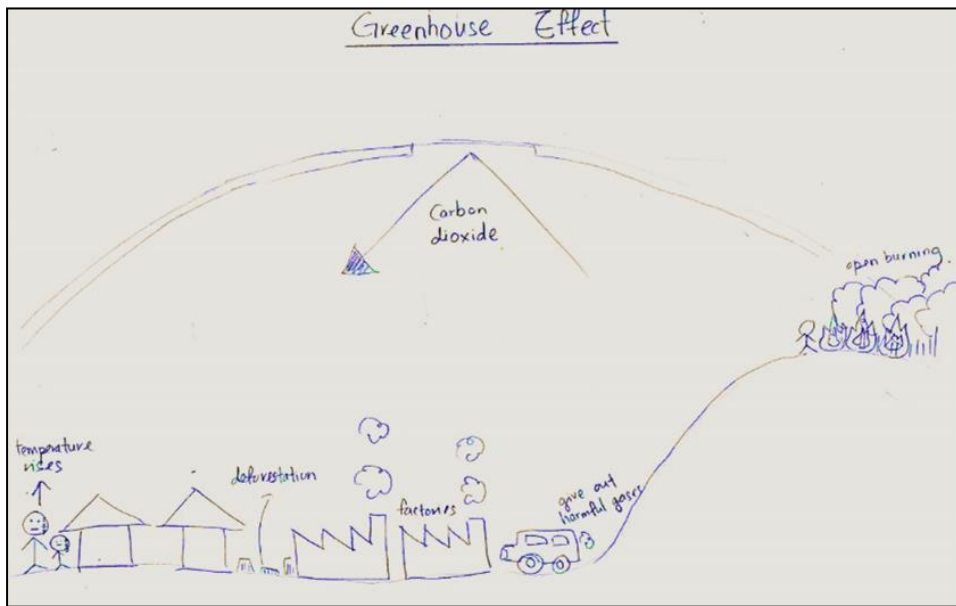 Greenhouse Effect
Carbon
dioxide
open burning
temperature
rises
deforestation
factories
give out
harmful gases